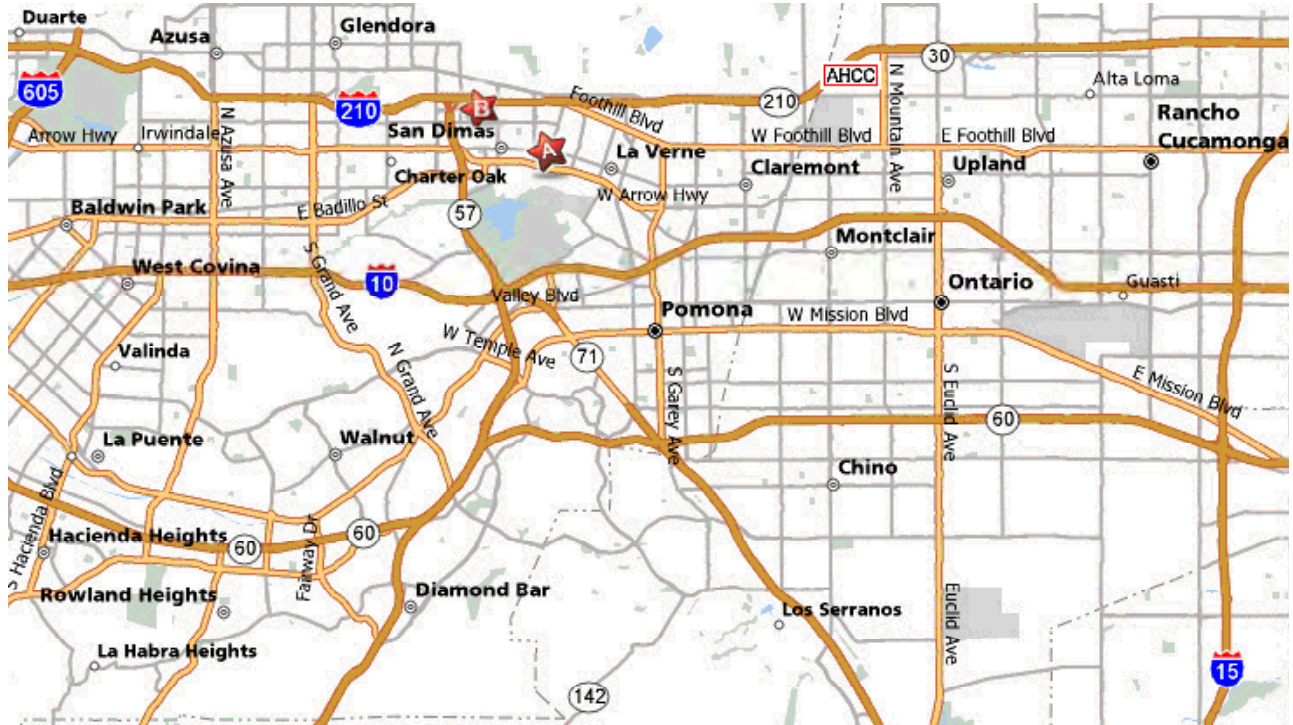 Duarte
Azusa
Glendora
605
210
B
Foothill Blvd
210
AHCC
30
N Mountain Ave
Alta Loma
Rancho
Cucamonga
Arrow Hwy
Irwindale
N Azusa Ave
San Dimas
A
La Verne
W Foothill Blvd
E Foothill Blvd
Claremont
Upland
Charter Oak
W Arrow Hwy
Baldwin Park
E Badillo St
57
Montclair
West Covina
S Grand Ave
10
Valley Blvd
Ontario
Guasti
Pomona
W Mission Blvd
Valinda
N Grand Ave
W Temple Ave
71
S Garey Ave
S Euclid Ave
E Mission Blvd
60
La Puente
Walnut
Chino
S Hacienda Blvd
Hacienda Heights
60
60
Fairway Dr
Rowland Heights
Diamond Bar
Los Serranos
Euclid Ave
La Habra Heights
142
15